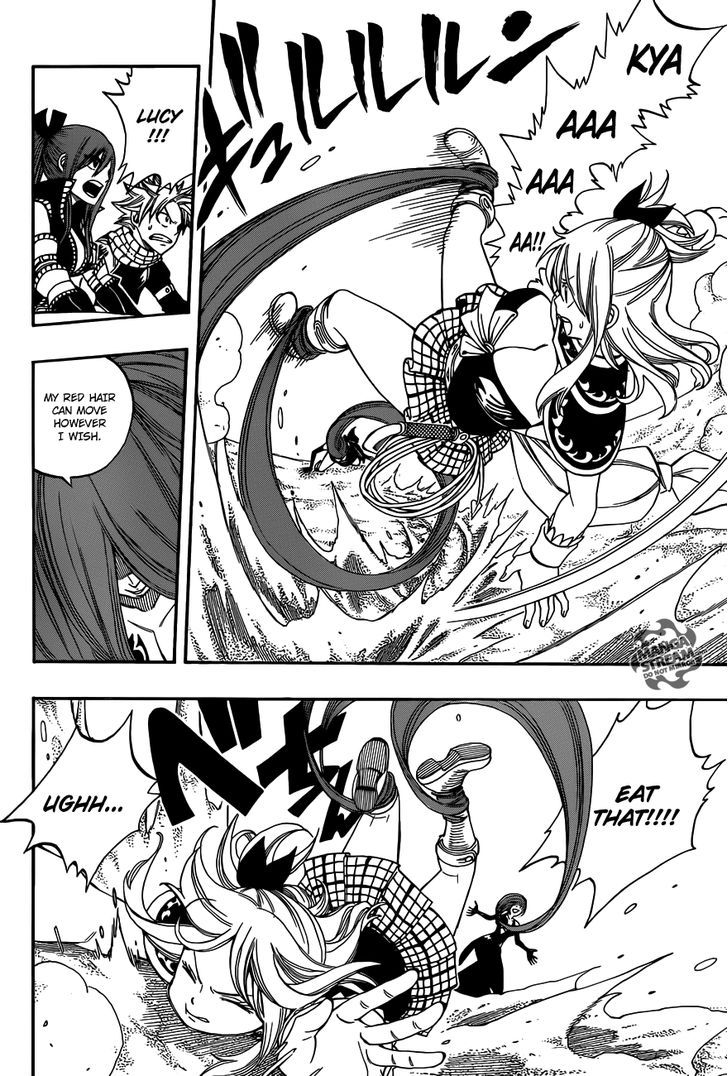 KYA
AAA
AAA
AA!!
ギュルルルルン
LUCY
!!!
MY RED HAIR
CAN MOVE
HOWEVER
I WISH.
MANGA
STREAM
DO NOT MIRROR
EAT
THAT!!!!
UGHH...